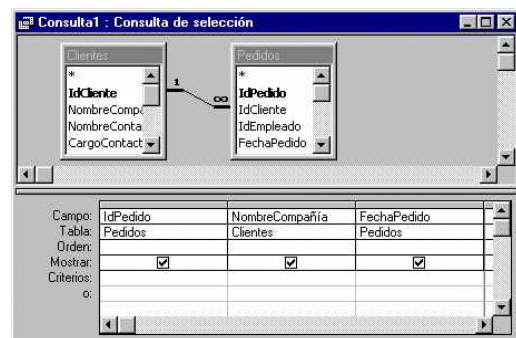 Consulta1 : Consulta de selección
Clientes
*
IdCliente
NombreCompa
NombreConta
CargoContact
1 ∞
Pedidos
*
IdPedido
IdCliente
IdEmpleado
FechaPedido
Campo: IdPedido NombreCompañía FechaPedido
Tabla: Pedidos Clientes Pedidos
Orden:
Mostrar:
Criterios:
o: